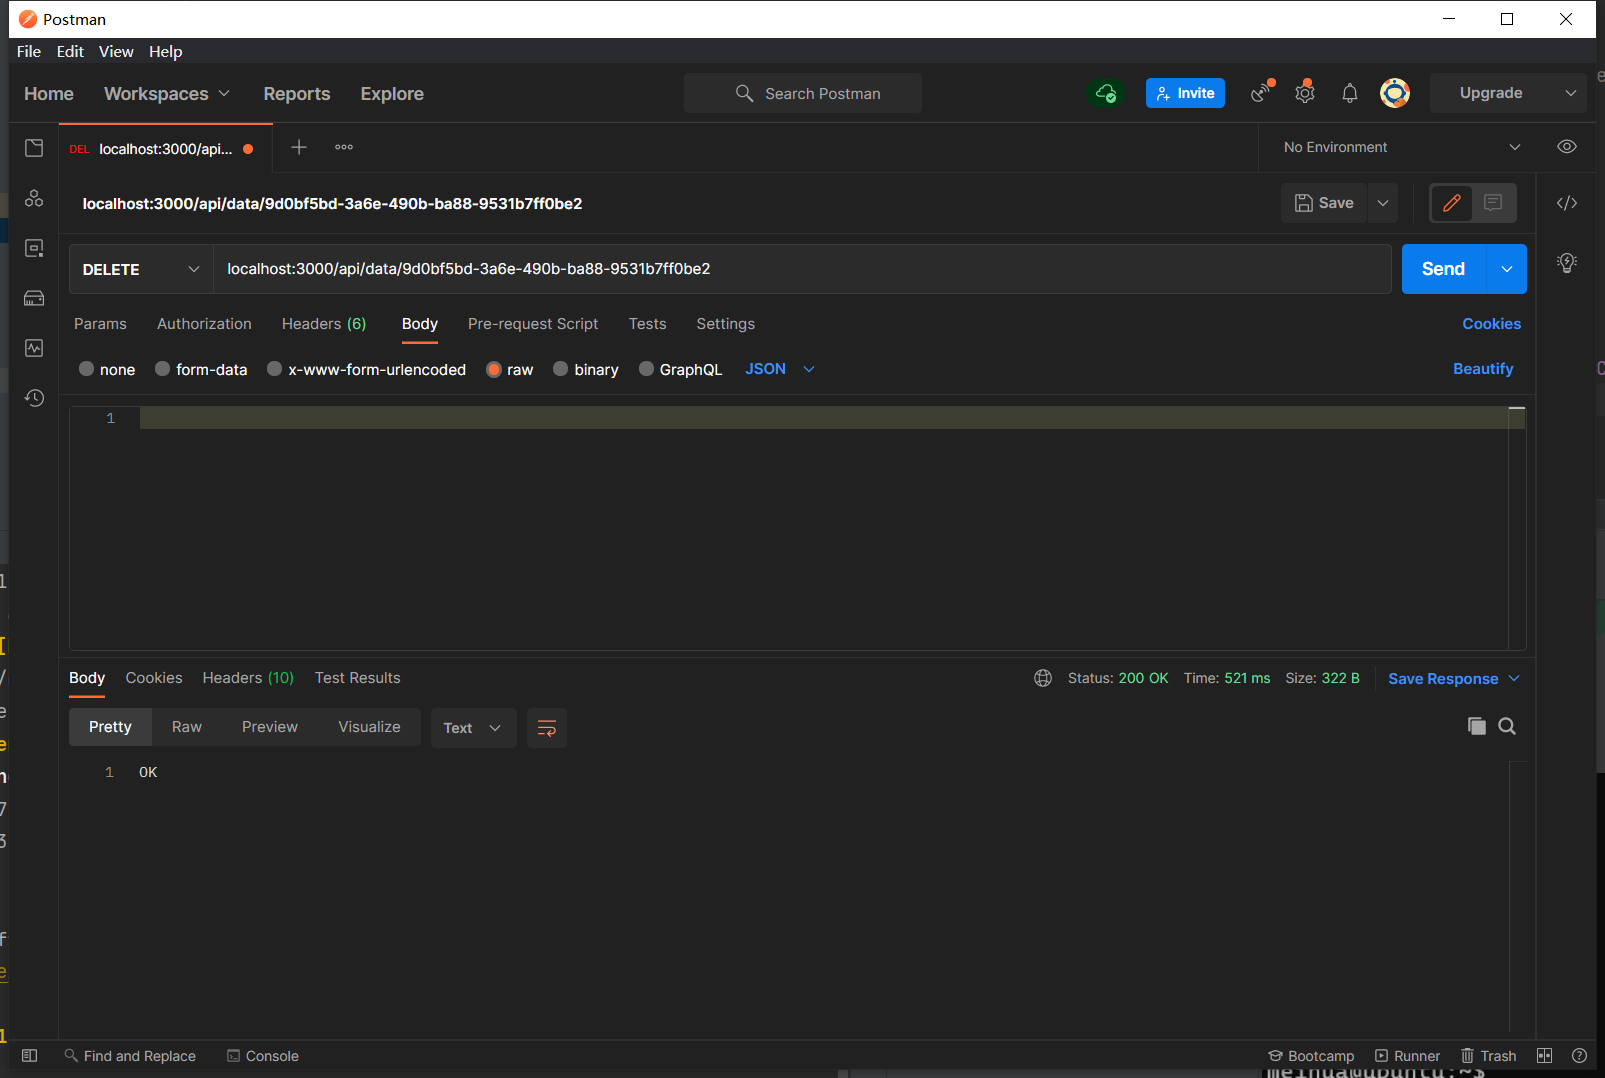 Postman
File Edit View Help
Home Workspaces Reports Explore Search Postman Invite Upgrade
DEL localhost:3000/api... No Environment
localhost:3000/api/data/9d0bf5bd-3a6e-490b-ba88-9531b7ff0be2 Save
DELETE localhost:3000/api/data/9d0bf5bd-3a6e-490b-ba88-9531b7ff0be2 Send
Params Authorization Headers (6) Body Pre-request Script Tests Settings Cookies
none form-data x-www-form-urlencoded raw binary GraphQL JSON Beautify
1
Body Cookies Headers (10) Test Results Status: 200 OK Time: 521 ms Size: 322 B Save Response
Pretty Raw Preview Visualize Text
1 OK
Find and Replace Console Bootcamp Runner Trash
meihua@ubuntu:~$